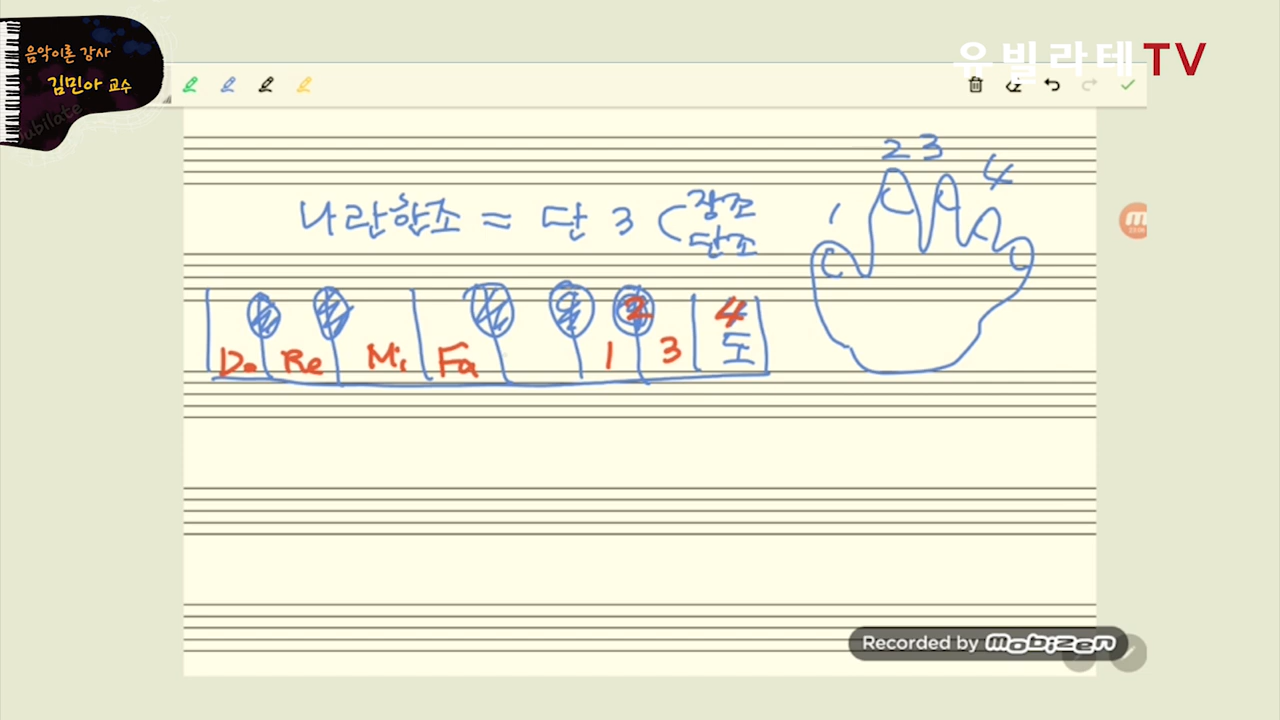 음악이론 강사
김민아 교수
Jubilate
유빌라테TV
2 3
4
1
나란한조 = 단 3
장조
단조
2 4
Do Re Mi Fa 1 3 도
Recorded by mobizen